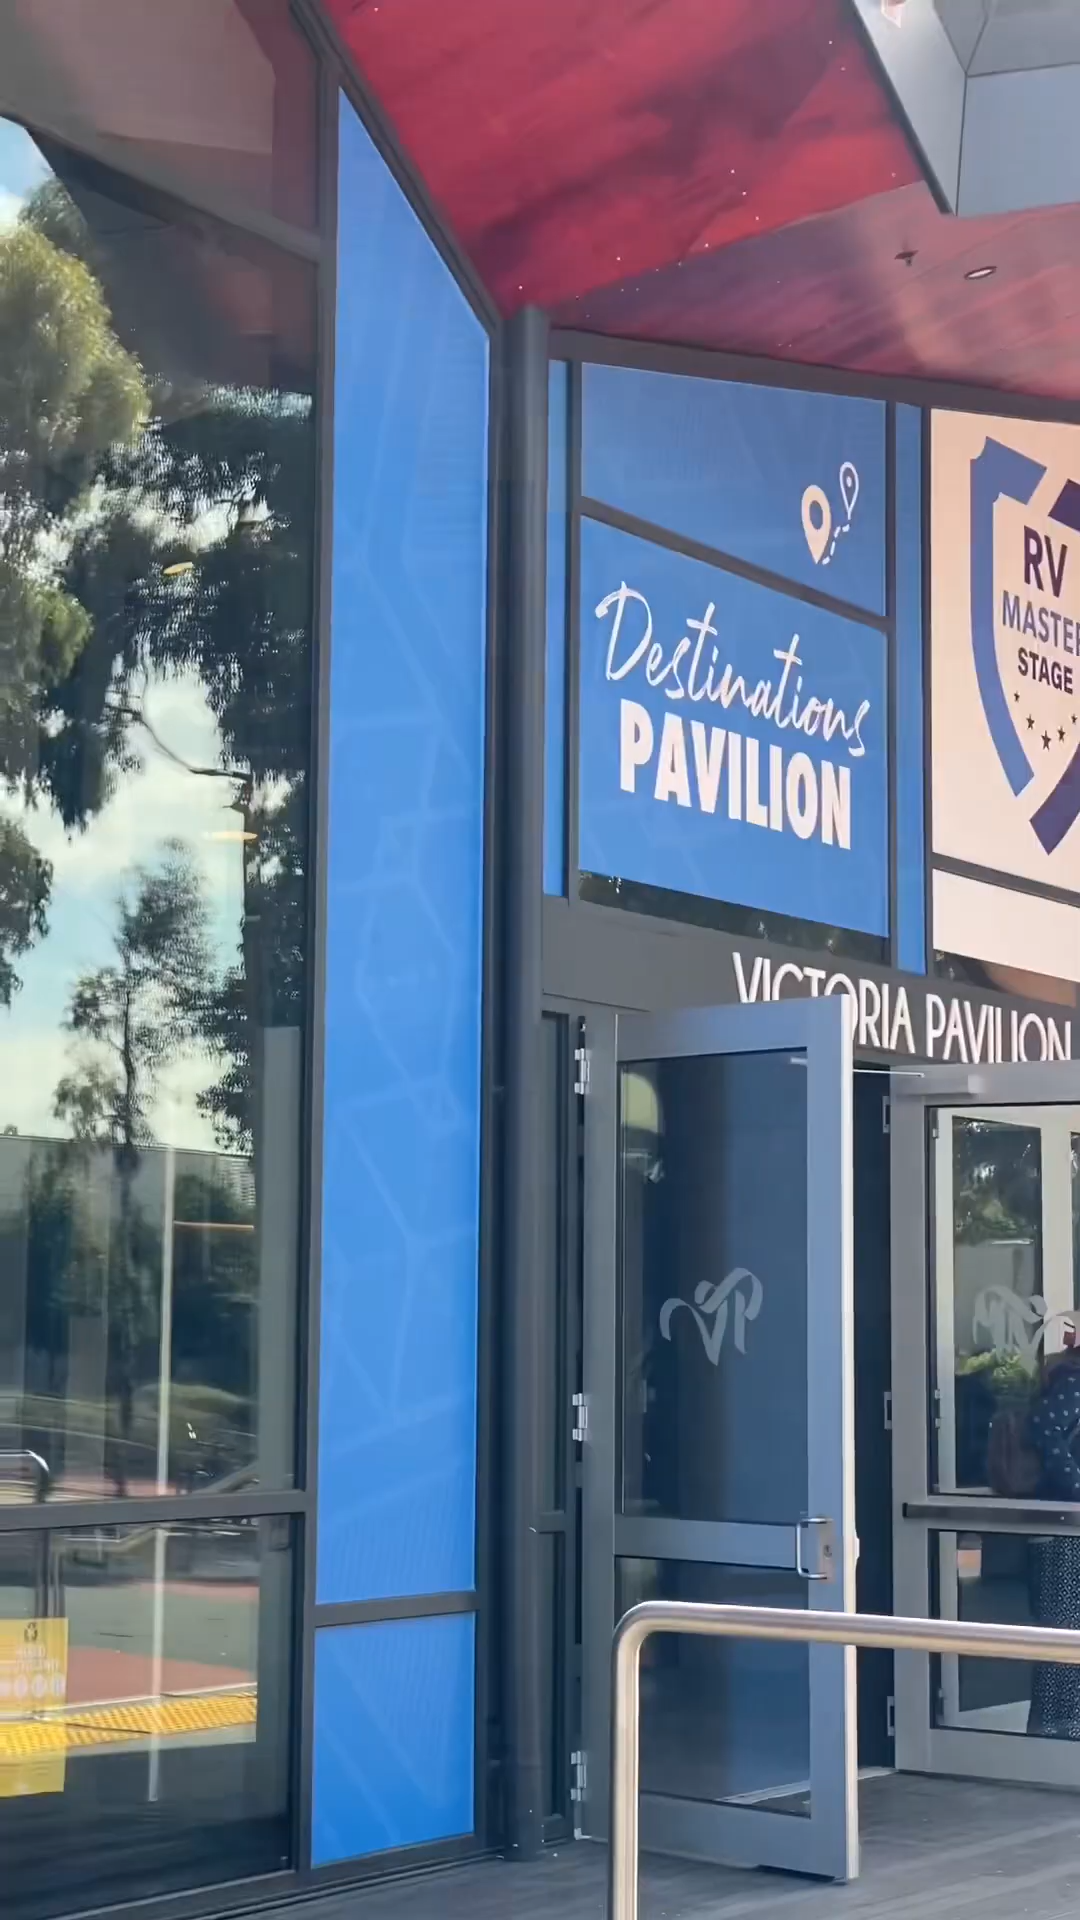 Destinations
PAVILION
RV
MASTER
STAGE
VICTORIA PAVILION